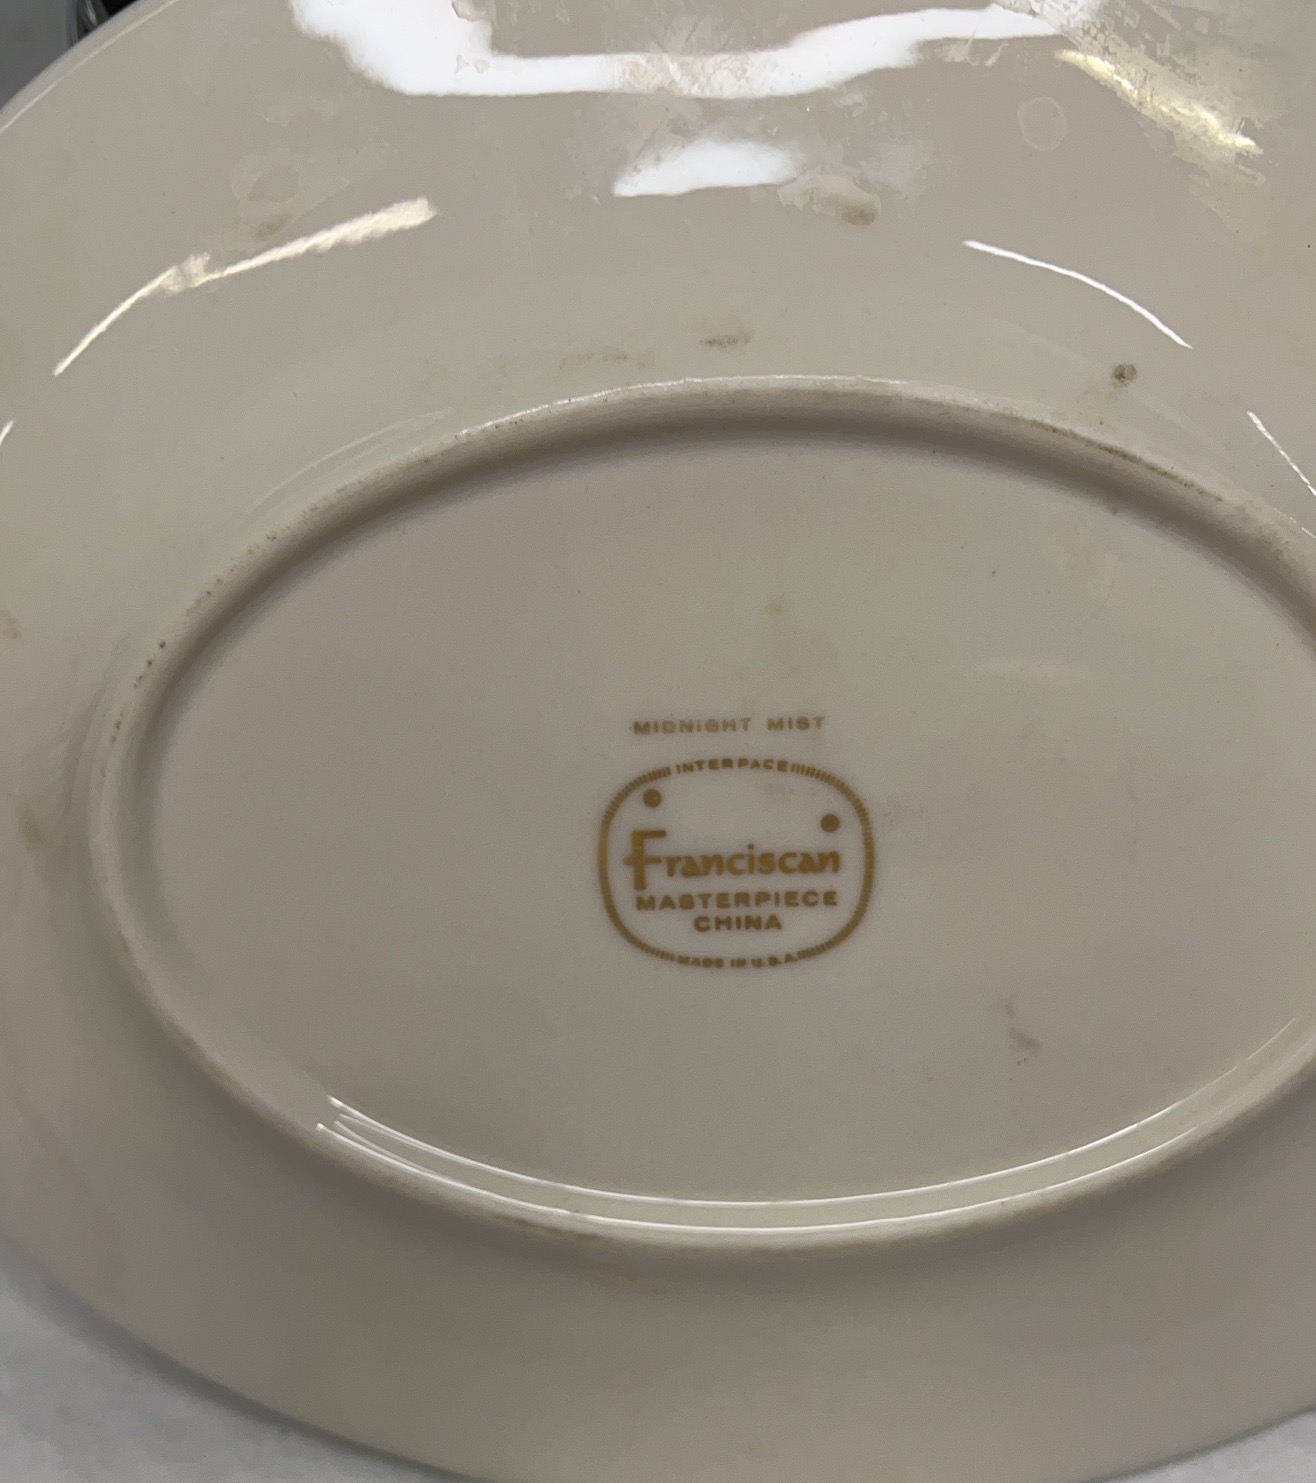 MIDNIGHT MIST
INTERPACE
Franciscan
MASTERPIECE
CHINA
MADE IN U.S.A.